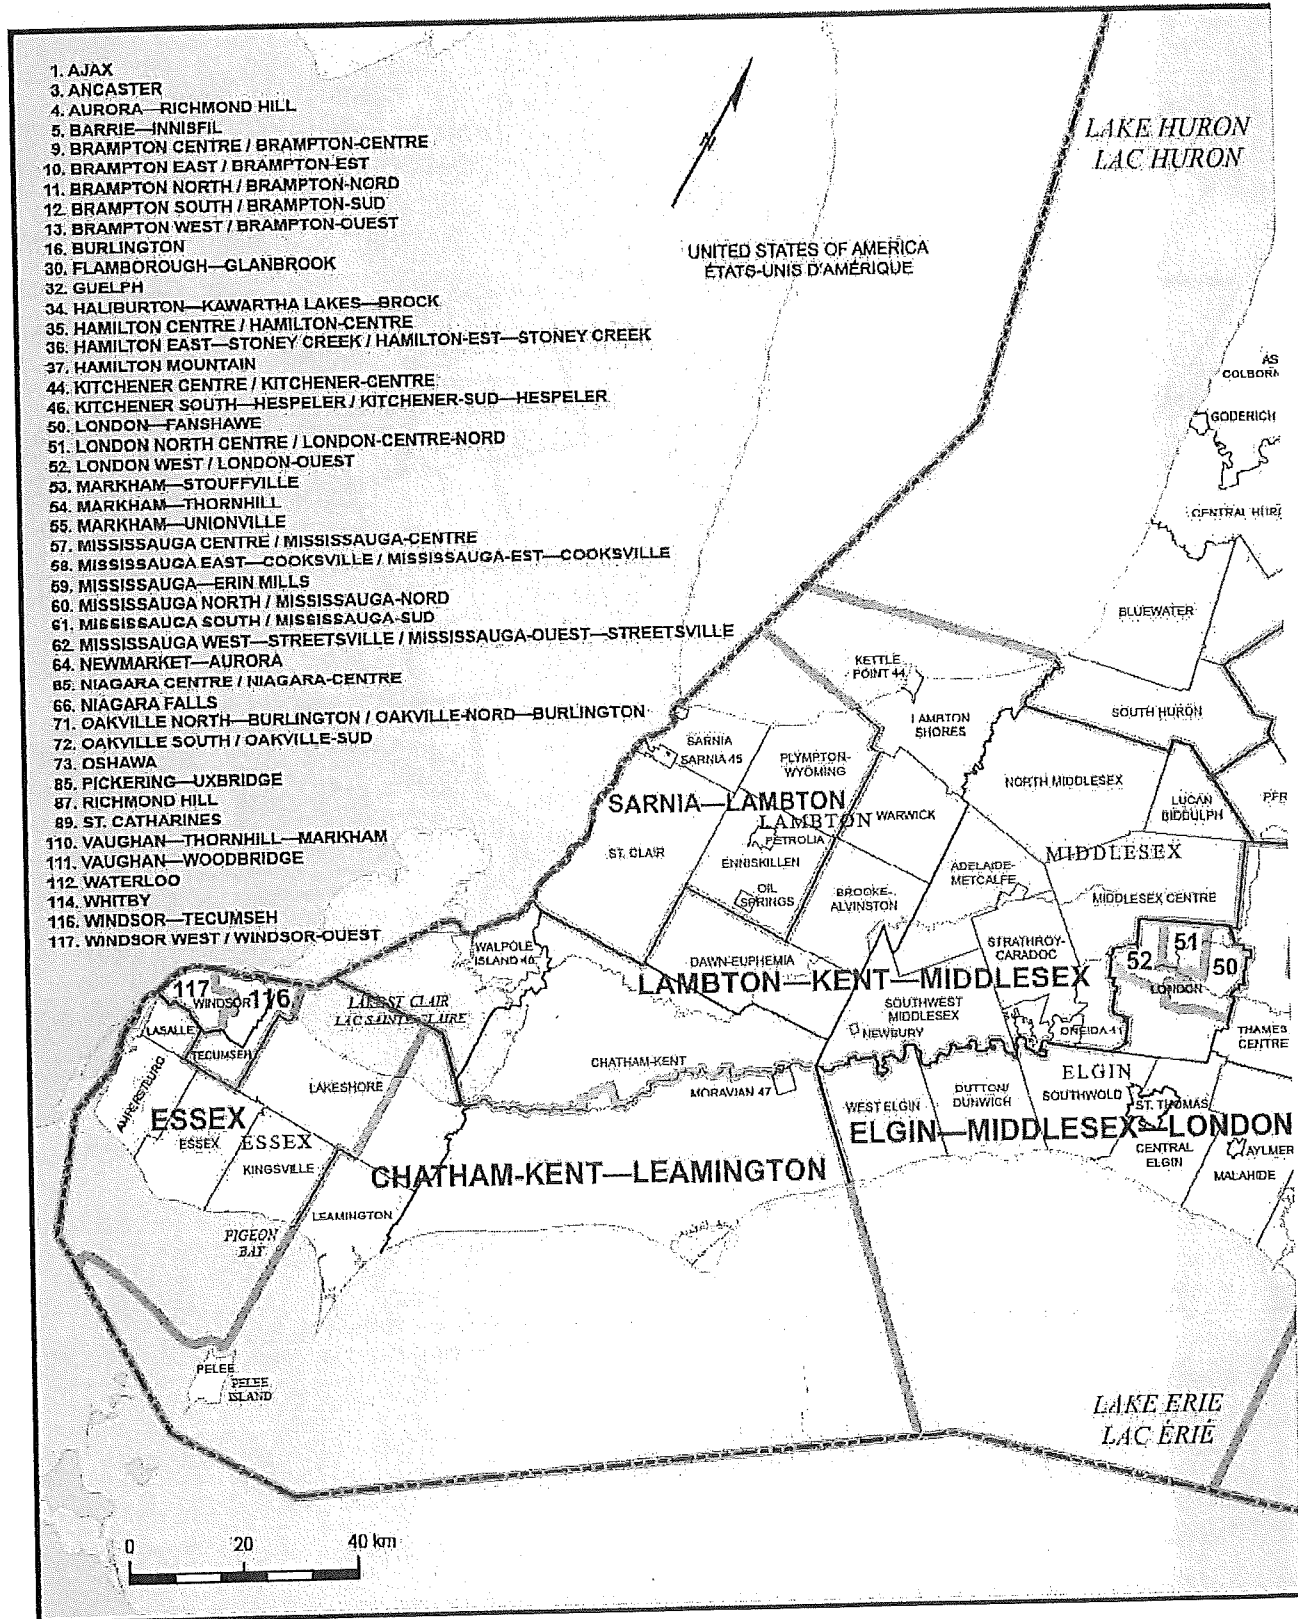 1. AJAX
3. ANCASTER
4. AURORA—RICHMOND HILL
5. BARRIE—INNISFIL
9. BRAMPTON CENTRE / BRAMPTON-CENTRE
10. BRAMPTON EAST / BRAMPTON-EST
11. BRAMPTON NORTH / BRAMPTON-NORD
12. BRAMPTON SOUTH / BRAMPTON-SUD
13. BRAMPTON WEST / BRAMPTON-OUEST
16. BURLINGTON
30. FLAMBOROUGH—GLANBROOK
32. GUELPH
34. HALIBURTON—KAWARTHA LAKES—BROCK
35. HAMILTON CENTRE / HAMILTON-CENTRE
36. HAMILTON EAST—STONEY CREEK / HAMILTON-EST—STONEY CREEK
37. HAMILTON MOUNTAIN
44. KITCHENER CENTRE / KITCHENER-CENTRE
46. KITCHENER SOUTH—HESPELER / KITCHENER-SUD—HESPELER
50. LONDON—FANSHAWE
51. LONDON NORTH CENTRE / LONDON-CENTRE-NORD
52. LONDON WEST / LONDON-OUEST
53. MARKHAM—STOUFFVILLE
54. MARKHAM—THORNHILL
55. MARKHAM—UNIONVILLE
57. MISSISSAUGA CENTRE / MISSISSAUGA-CENTRE
58. MISSISSAUGA EAST—COOKSVILLE / MISSISSAUGA-EST—COOKSVILLE
59. MISSISSAUGA—ERIN MILLS
60. MISSISSAUGA NORTH / MISSISSAUGA-NORD
61. MISSISSAUGA SOUTH / MISSISSAUGA-SUD
62. MISSISSAUGA WEST—STREETSVILLE / MISSISSAUGA-OUEST—STREETSVILLE
64. NEWMARKET—AURORA
65. NIAGARA CENTRE / NIAGARA-CENTRE
66. NIAGARA FALLS
71. OAKVILLE NORTH—BURLINGTON / OAKVILLE-NORD—BURLINGTON
72. OAKVILLE SOUTH / OAKVILLE-SUD
73. OSHAWA
85. PICKERING—UXBRIDGE
87. RICHMOND HILL
89. ST. CATHARINES
110. VAUGHAN—THORNHILL—MARKHAM
111. VAUGHAN—WOODBRIDGE
112. WATERLOO
114. WHITBY
116. WINDSOR—TECUMSEH
117. WINDSOR WEST / WINDSOR-OUEST
N
LAKE HURON
LAC HURON
UNITED STATES OF AMERICA
ÉTATS-UNIS D'AMÉRIQUE
AS
COLBORN
GODERICH
CENTRAL HUR
BLUEWATER
KETTLE
POINT 44
LAMBTON
SHORES
SOUTH HURON
SARNIA
SARNIA 45
PLYMPTON-
WYOMING
NORTH MIDDLESEX
LUCAN
BIDDULPH
PER
SARNIA—LAMBTON
LAMBTON
WARWICK
PETROLIA
ST. CLAIR
ENNISKILLEN
MIDDLESEX
ADELAIDE-
METCALFE
OIL
SPRINGS
BROOKE-
ALVINSTON
MIDDLESEX CENTRE
WALPOLE
ISLAND 46
STRATHROY-
CARADOC
51
52
50
LONDON
DAWN-EUPHEMIA
LAMBTON—KENT—MIDDLESEX
117
WINDSOR
116
LAKE ST. CLAIR
LAC SAINTE-CLAIRE
SOUTHWEST
MIDDLESEX
NEWBURY
LASALLE
TECUMSEH
ONEIDA 41
THAMES
CENTRE
CHATHAM-KENT
LAKESHORE
MORAVIAN 47
ELGIN
AMHERSTBURG
DUTTON/
DUNWICH
SOUTHWOLD
WEST ELGIN
ST. THOMAS
ESSEX
ESSEX
ESSEX
ELGIN—MIDDLESEX—LONDON
KINGSVILLE
CENTRAL
ELGIN
AYLMER
MALAHIDE
CHATHAM-KENT—LEAMINGTON
LEAMINGTON
PIGEON
BAY
PELEE
PELEE
ISLAND
LAKE ERIE
LAC ÉRIÉ
0 20 40 km